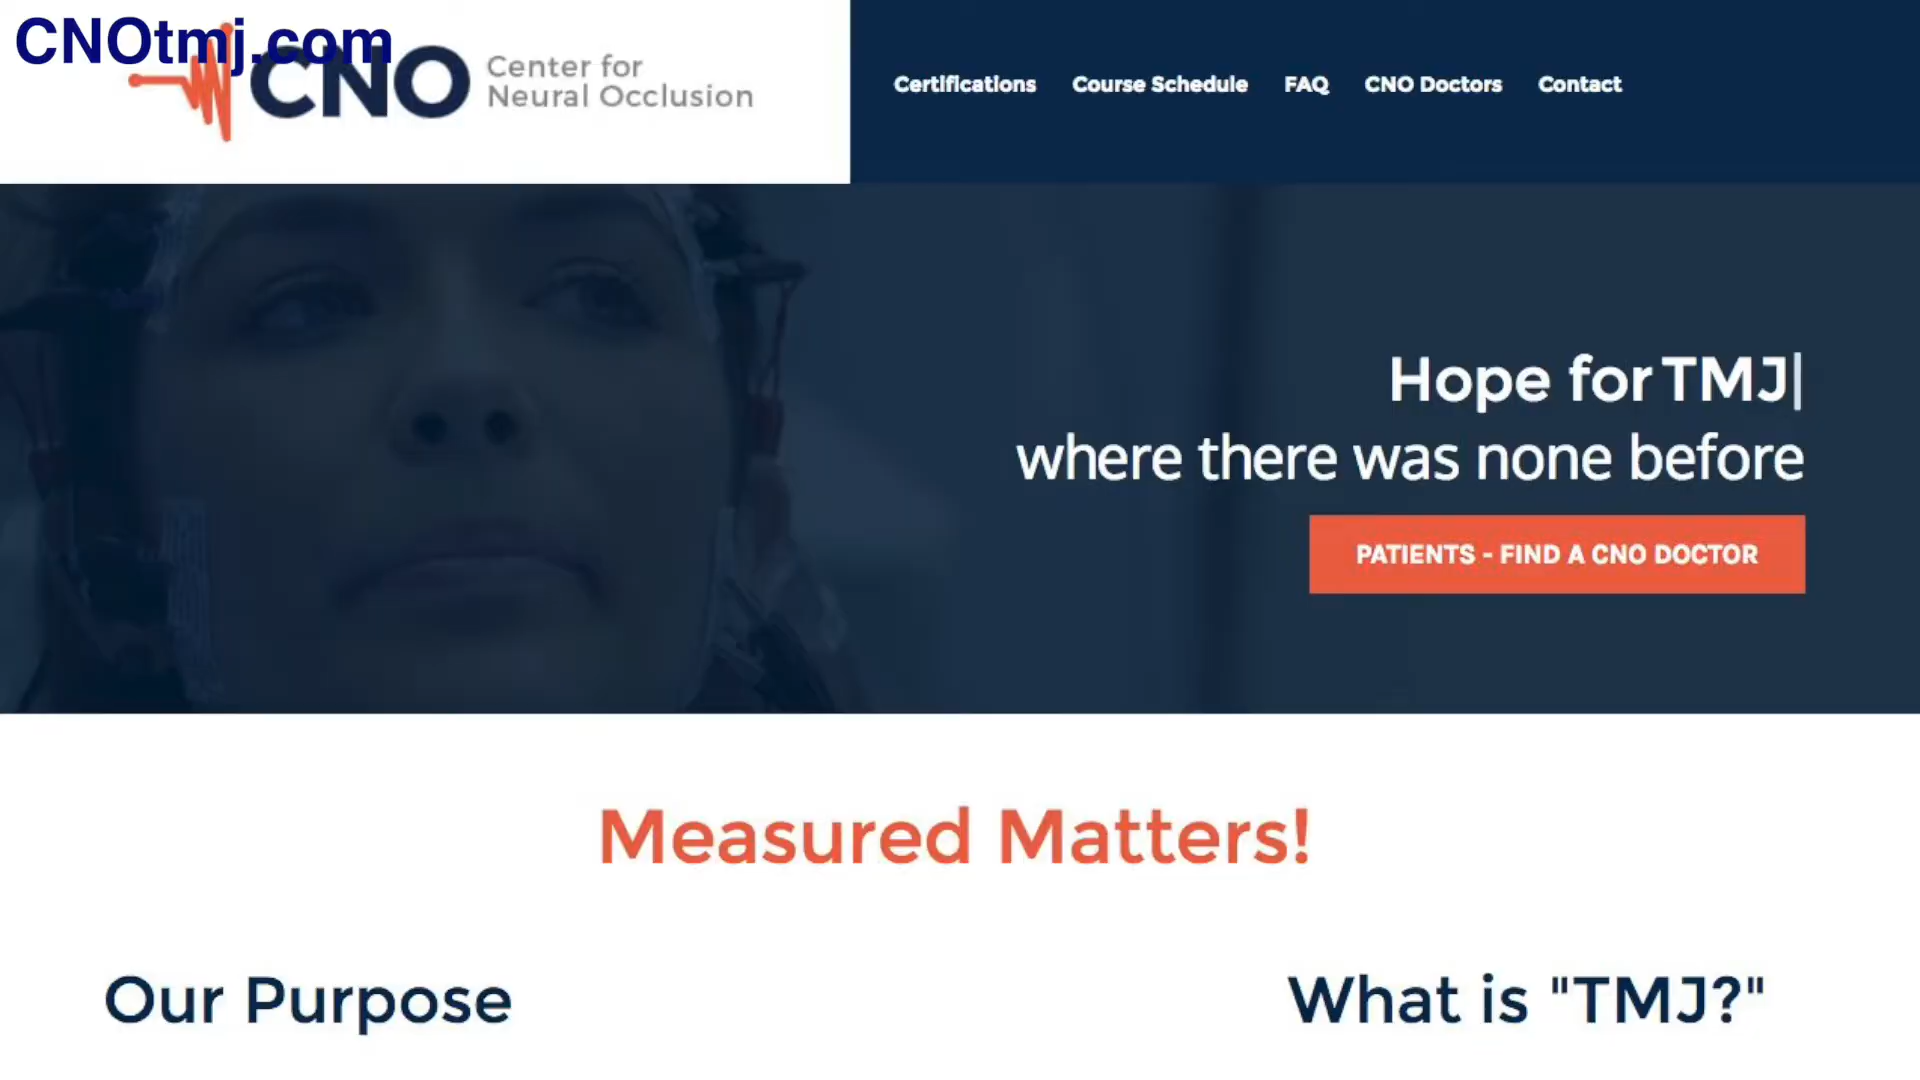 CNOtmj.com
CNO
Center for
Neural Occlusion
Certifications
Course Schedule
FAQ
CNO Doctors
Contact
Hope for TMJ
where there was none before
PATIENTS - FIND A CNO DOCTOR
Measured Matters!
Our Purpose
What is "TMJ?"